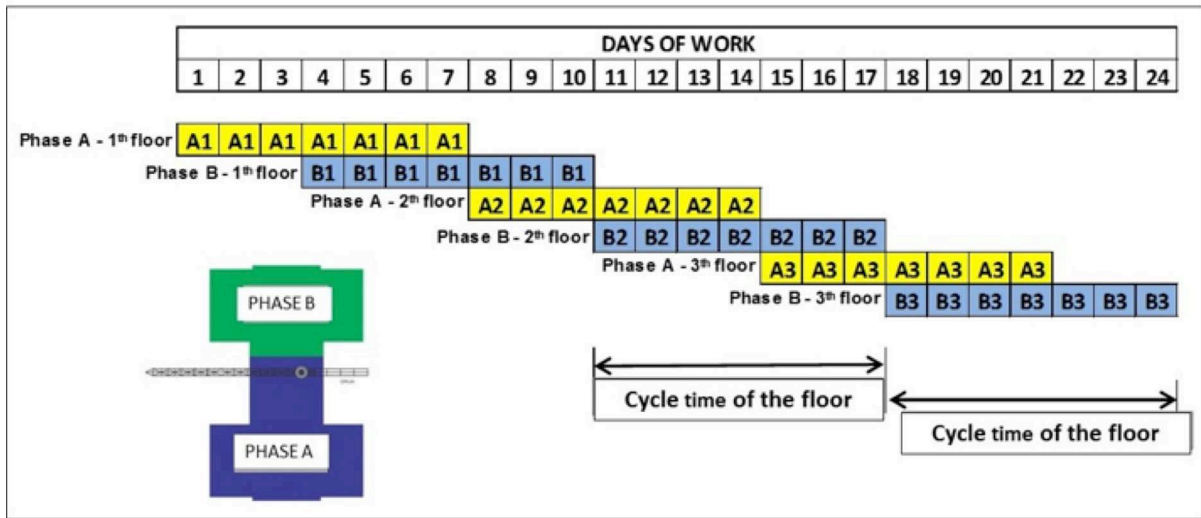 DAYS OF WORK
1 2 3 4 5 6 7 8 9 10 11 12 13 14 15 16 17 18 19 20 21 22 23 24
Phase A - 1th floor A1 A1 A1 A1 A1 A1 A1
Phase B - 1th floor B1 B1 B1 B1 B1 B1 B1
Phase A - 2th floor A2 A2 A2 A2 A2 A2 A2
Phase B - 2th floor B2 B2 B2 B2 B2 B2 B2
Phase A - 3th floor A3 A3 A3 A3 A3 A3 A3
Phase B - 3th floor B3 B3 B3 B3 B3 B3 B3
PHASE B
PHASE A
Cycle time of the floor
Cycle time of the floor